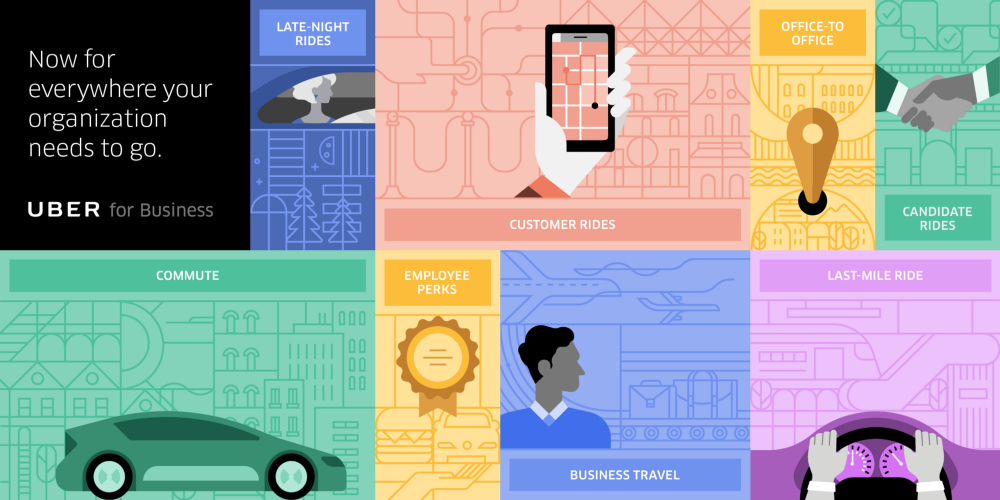 Now for
everywhere your
organization
needs to go.
UBER for Business
LATE-NIGHT
RIDES
CUSTOMER RIDES
OFFICE-TO
OFFICE
CANDIDATE
RIDES
COMMUTE
EMPLOYEE
PERKS
BUSINESS TRAVEL
LAST-MILE RIDE